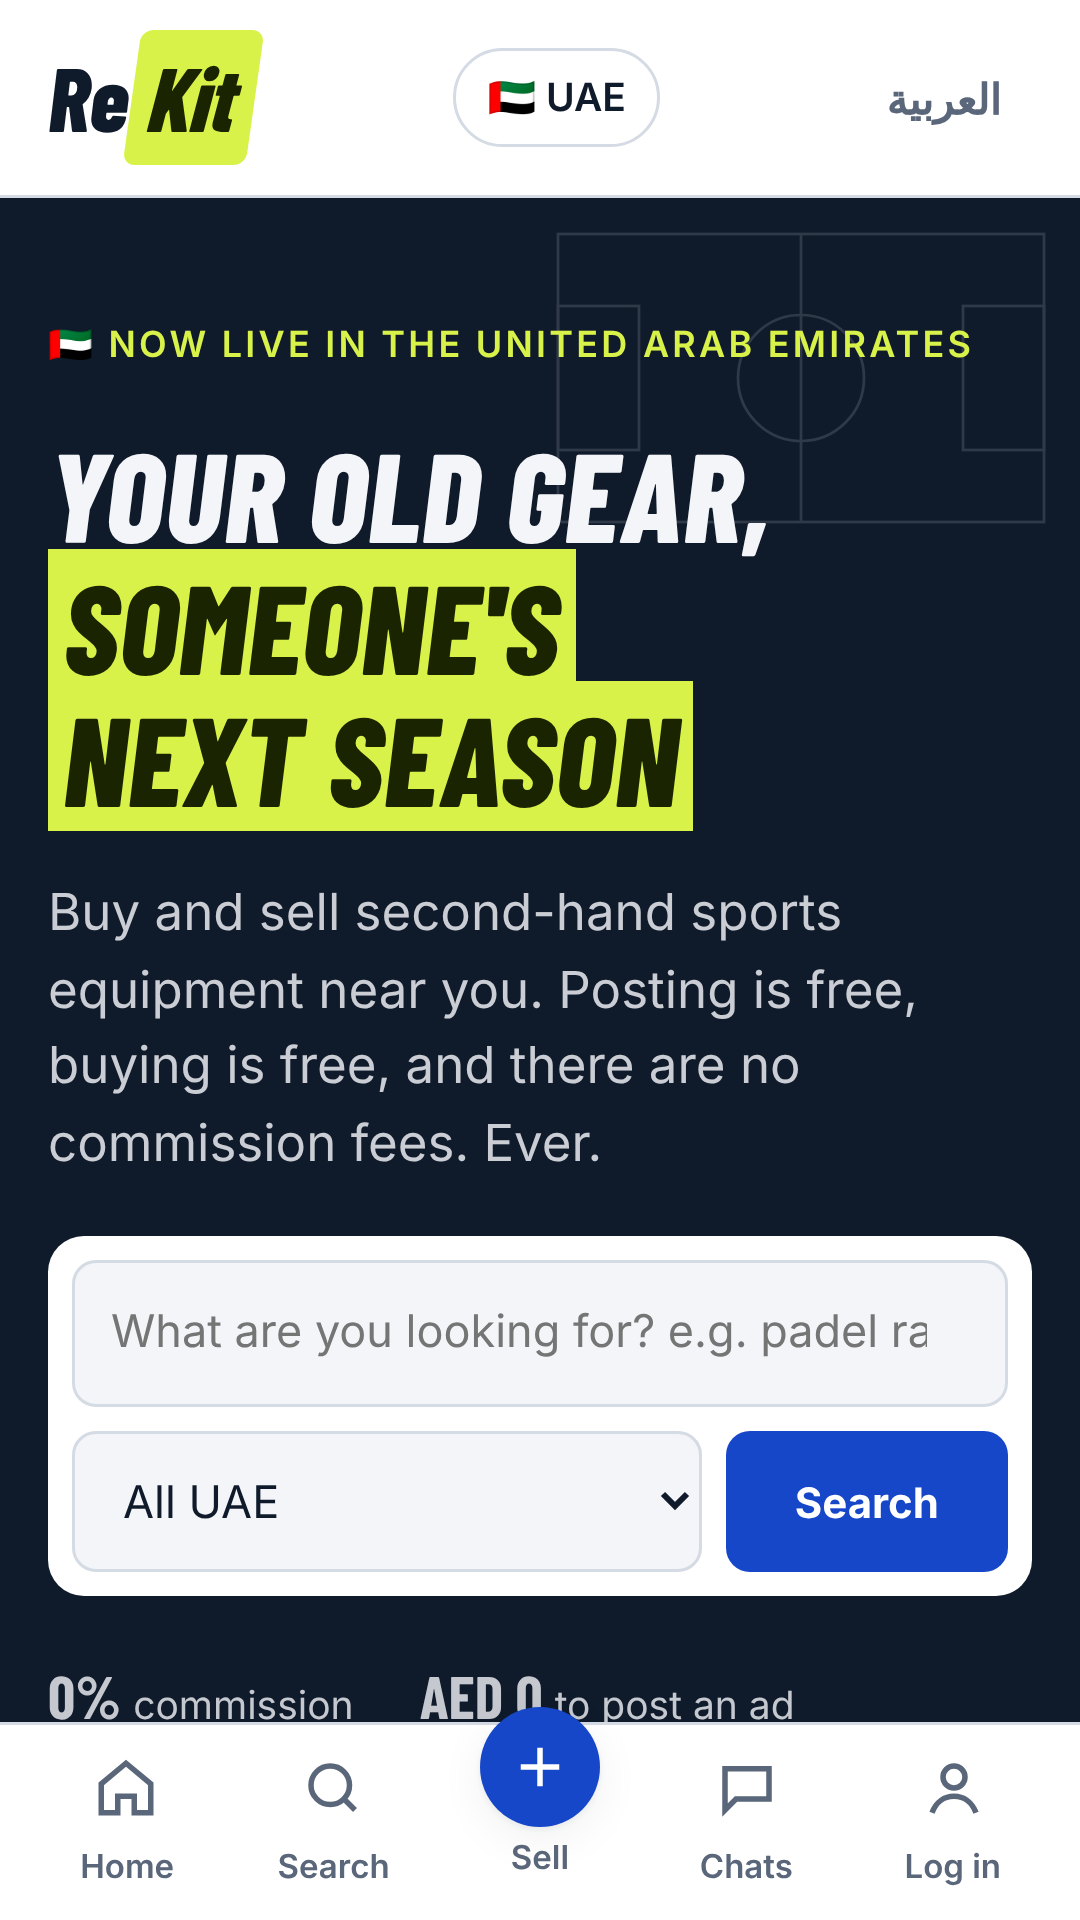 Re Kit
UAE
العربية
NOW LIVE IN THE UNITED ARAB EMIRATES
YOUR OLD GEAR,
SOMEONE'S
NEXT SEASON
Buy and sell second-hand sports
equipment near you. Posting is free,
buying is free, and there are no
commission fees. Ever.
What are you looking for? e.g. padel ra
All UAE
Search
0% commission
AED 0 to post an ad
Home
Search
Sell
Chats
Log in